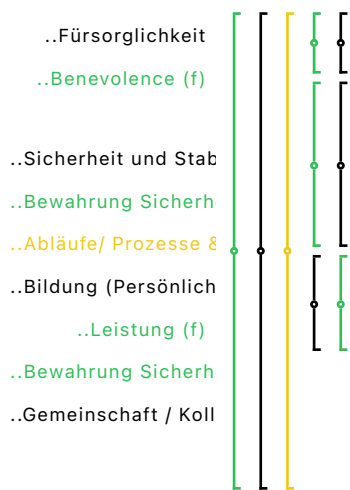 ..Fürsorglichkeit
..Benevolence (f)
..Sicherheit und Stab
..Bewahrung Sicherh
..Abläufe/ Prozesse &
..Bildung (Persönlich
..Leistung (f)
..Bewahrung Sicherh
..Gemeinschaft / Koll